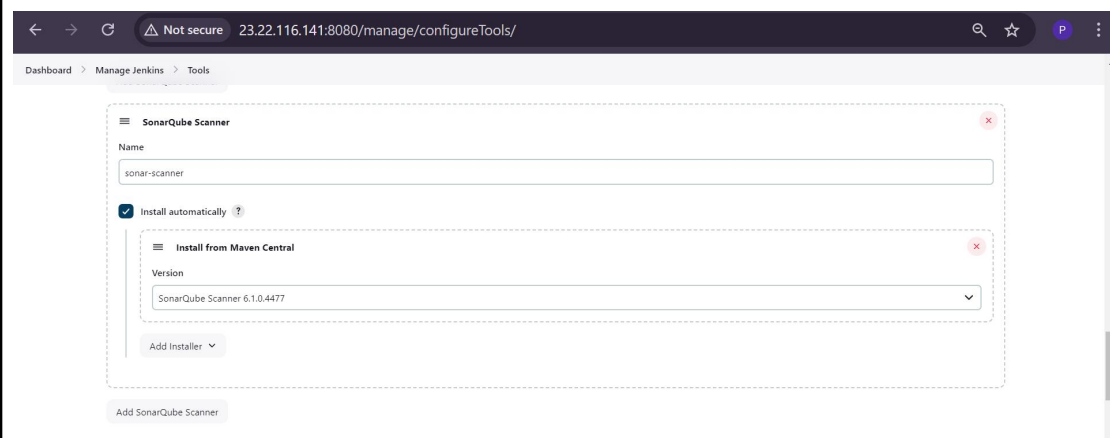 Not secure 23.22.116.141:8080/manage/configureTools/
P
Dashboard > Manage Jenkins > Tools
SonarQube Scanner
Name
sonar-scanner
Install automatically ?
Install from Maven Central
Version
SonarQube Scanner 6.1.0.4477
Add Installer
Add SonarQube Scanner